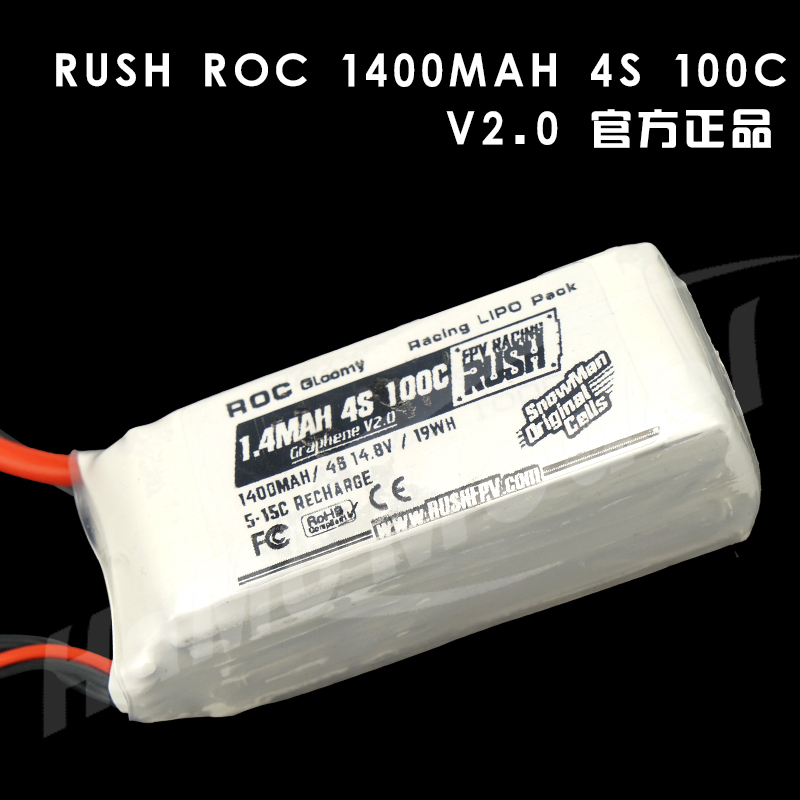 RUSH ROC 1400MAH 4S 100C
V2.0 官方正品
ROC Gloomy
Racing LIPO Pack
1.4MAH 4S 100C
Graphene V2.0
FPV RACING
RUSH
1400MAH/ 4S 14.8V / 19WH
5-15C RECHARGE
FC
RoHS
Compliant
CE
SnowMan
Original
Cells
WWW.RUSHFPV.com